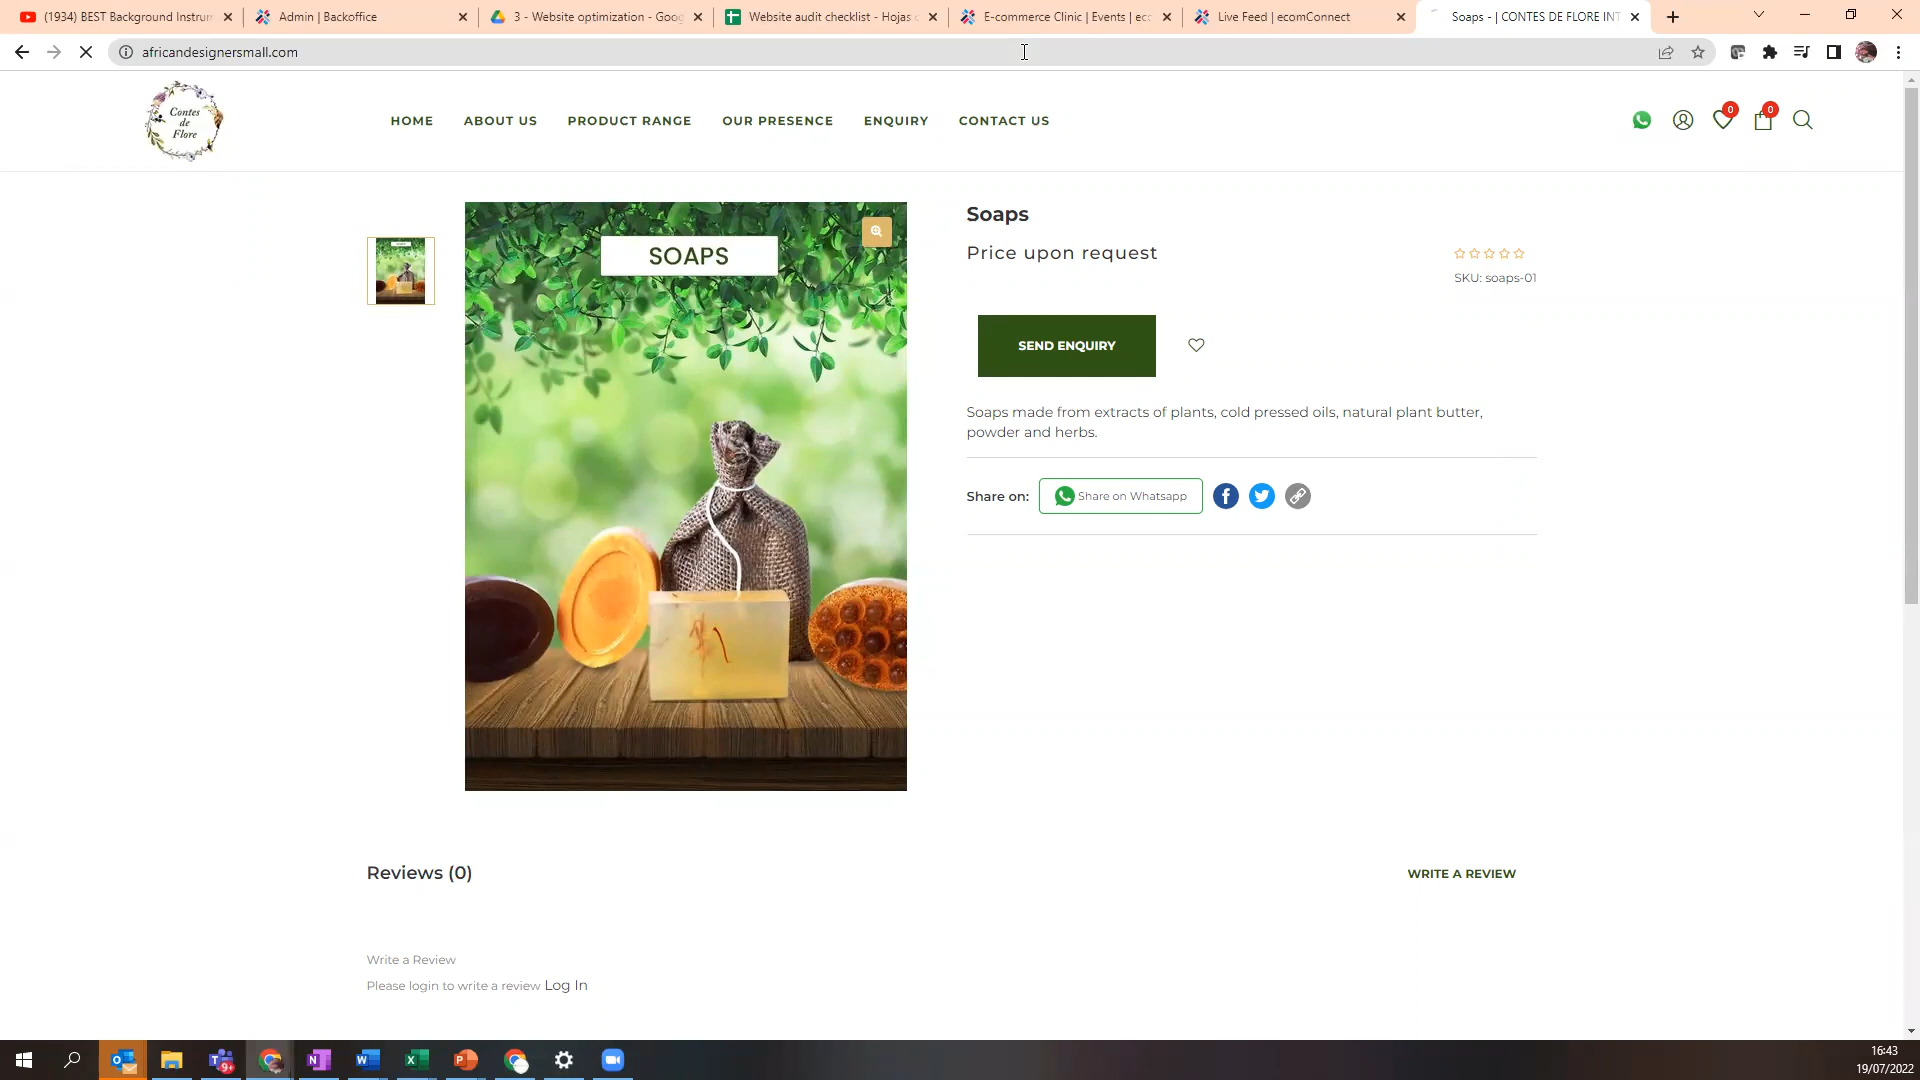 (1934) BEST Background Instrum
Admin | Backoffice
3 - Website optimization - Goog
Website audit checklist - Hojas c
E-commerce Clinic | Events | ec
Live Feed | ecomConnect
Soaps - | CONTES DE FLORE INT
africandesignersmall.com
Contes
de
Flore
HOME
ABOUT US
PRODUCT RANGE
OUR PRESENCE
ENQUIRY
CONTACT US
0
0
SOAPS
Soaps
Price upon request
SKU: soaps-01
SEND ENQUIRY
Soaps made from extracts of plants, cold pressed oils, natural plant butter,
powder and herbs.
Share on:
Share on Whatsapp
Reviews (0)
WRITE A REVIEW
Write a Review
Please login to write a review Log In
9+
16:43
19/07/2022